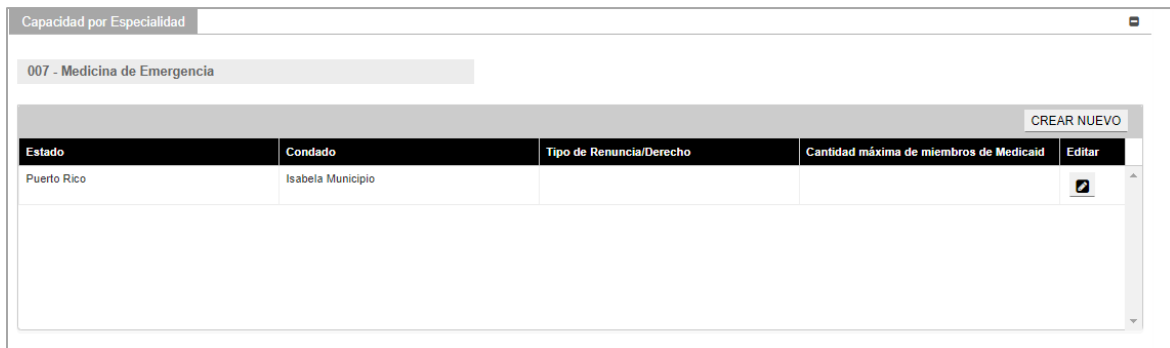 Capacidad por Especialidad
007 - Medicina de Emergencia
CREAR NUEVO
Estado Condado Tipo de Renuncia/Derecho Cantidad máxima de miembros de Medicaid Editar
Puerto Rico Isabela Municipio